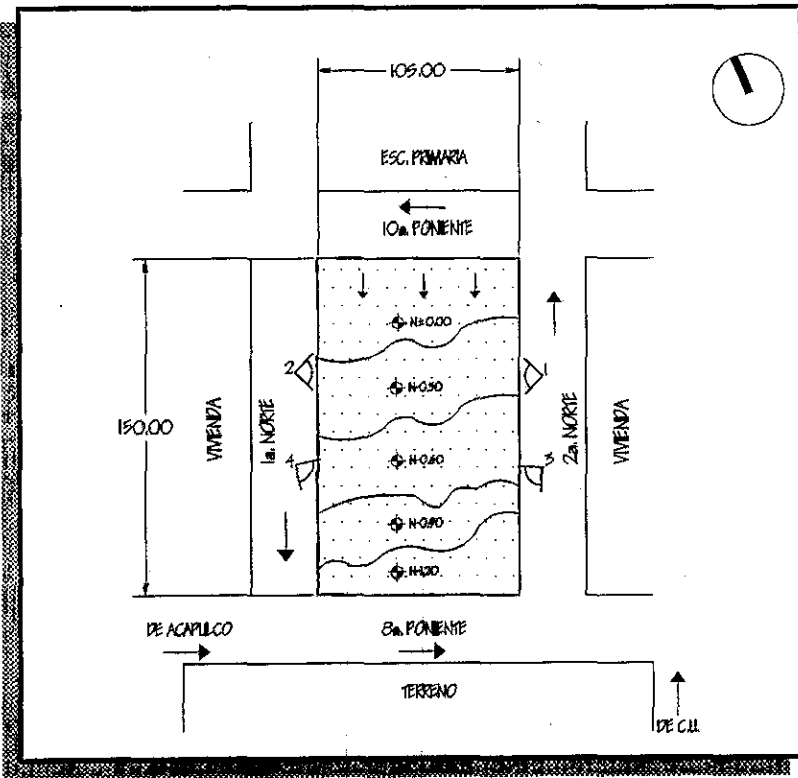 105.00
ESC. PRIMARIA
10a. PONIENTE
N±0.00
2
1
N-0.30
150.00
VIVIENDA
1a. NORTE
2a. NORTE
VIVIENDA
4
3
N-0.60
N-0.90
N-1.20
DE ACAPULCO
8a. PONIENTE
TERRENO
DE C.U.